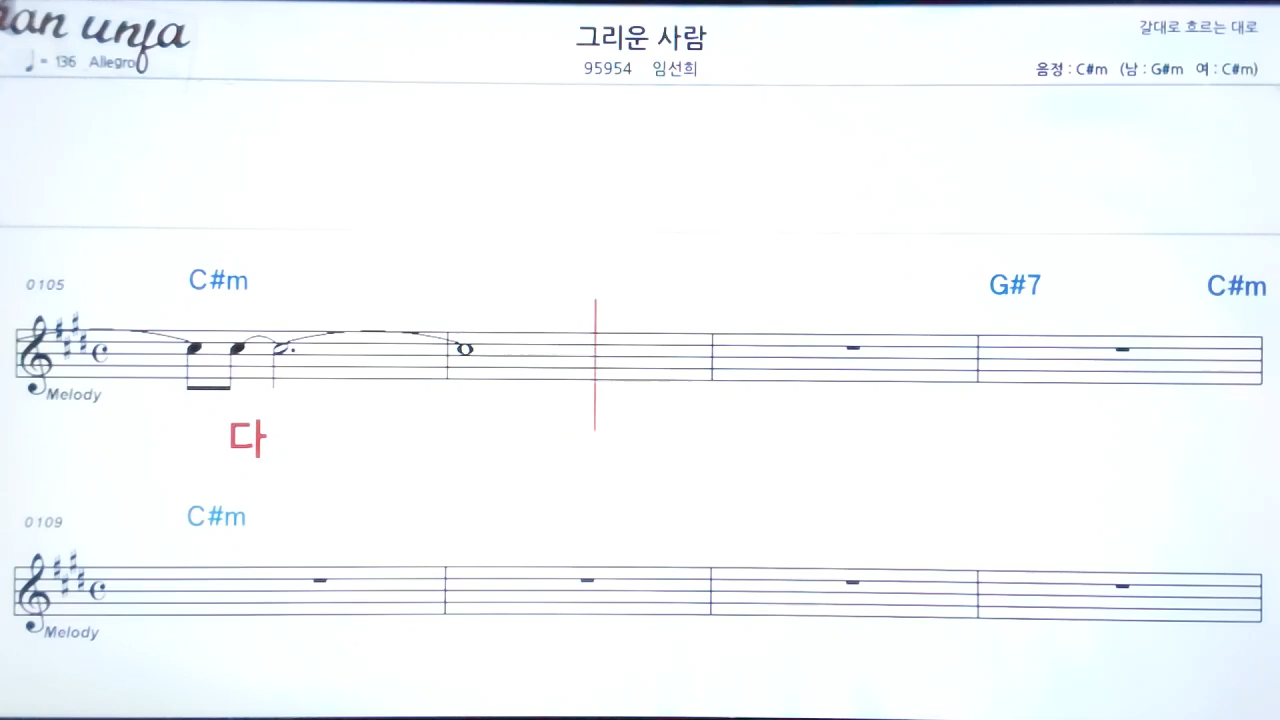 그리운 사람
갈대로 흐르는 대로
♩= 136 Allegro
95954 임선희
음정 : C#m (남 : G#m 여 : C#m)
0105 C#m G#7 C#m
Melody
다
0109 C#m
Melody